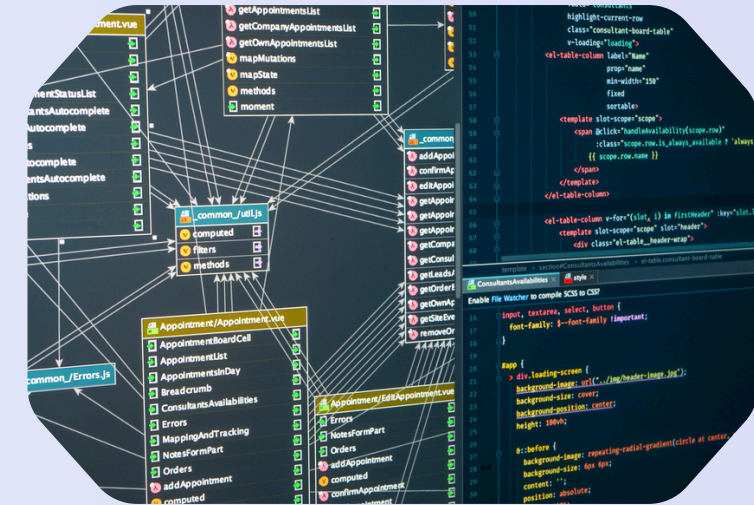 ment.vue
mentStatusList
tantsAutocomplete
Autocomplete
tocomplete
entsAutocomplete
tocomplete
getAppointmentsList
getCompanyAppointmentsList
getOwnAppointmentsList
mapMutations
mapState
methods
moment
_common_/util.js
computed
filters
methods
common_/Errors.js
Appointment/Appointment.vue
AppointmentBoardCell
AppointmentList
AppointmentsInDay
Breadcrumb
ConsultantsAvailabilities
Errors
MappingAndTracking
NotesFormPart
Orders
addAppointment
computed
Appointment/EditAppointment.vue
Errors
NotesFormPart
Orders
addAppointment
computed
confirmAppointment
_common_
addAppoi
confirmA
editAppoi
getAppoi
getAppoi
getAppoi
getCompa
getConsul
getLeadsA
getOrderB
getOwnAp
getSiteEve
removeOr
highlight-current-row
class="consultant-board-table"
v-loading="loading">
<el-table-column label="Name"
prop="name"
min-width="150"
fixed
sortable>
<template slot-scope="scope">
<span @click="handleAvailability(scope.row)"
:class="scope.row.is_always_available ? 'always
{{ scope.row.name }}
</span>
</template>
</el-table-column>
<el-table-column v-for="(slot, i) in firstHeader" :key="slot.
<template slot-scope="scope" slot="header">
<div class="el-table__header-wrap">
template › section#ConsultantsAvailabilities › el-table.consultant-board-table
ConsultantsAvailabilities × style ×
Enable File Watcher to compile SCSS to CSS?
input, textarea, select, button {
font-family: $--font-family !important;
}
#app {
> div.loading-screen {
background-image: url("../img/header-image.jpg");
background-size: cover;
background-position: center;
height: 100vh;
&::before {
background-image: repeating-radial-gradient(circle at center,
background-size: 6px 6px;
content: '';
position: absolute;